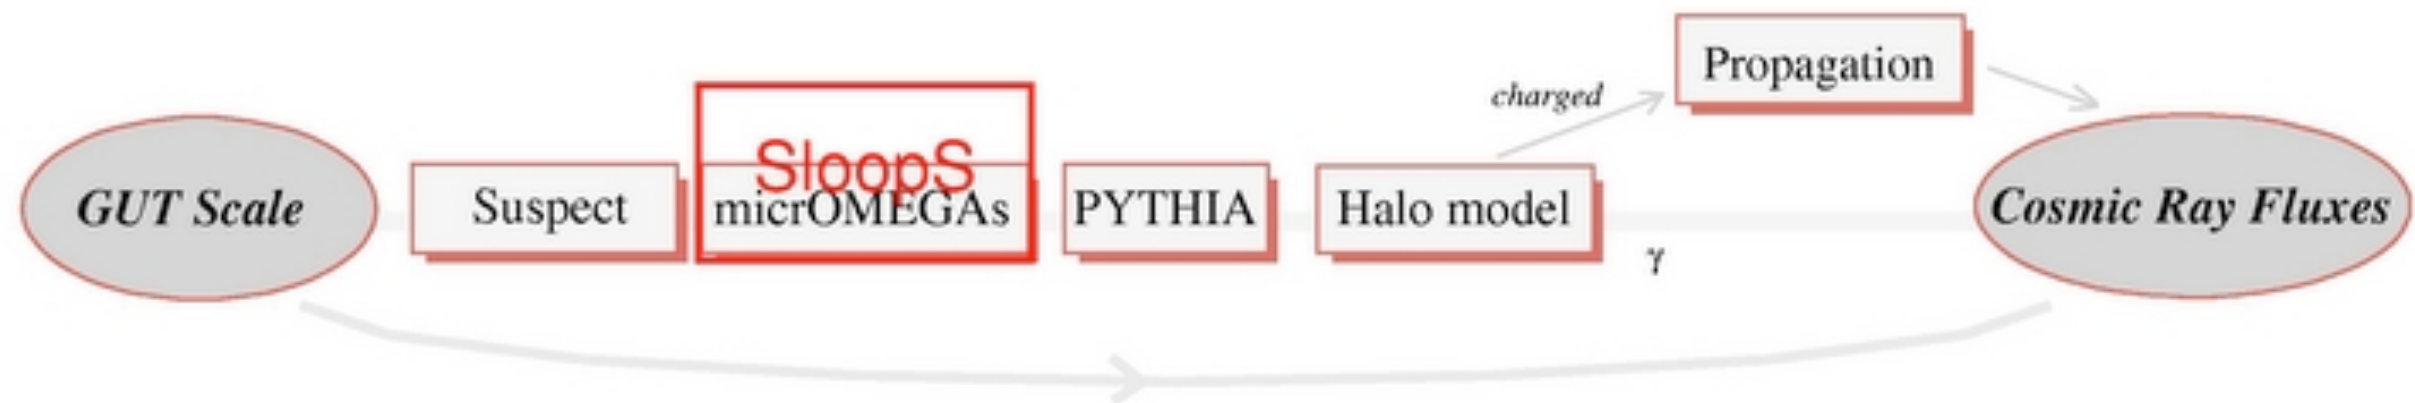 GUT Scale
Suspect
SloopS
micrOMEGAs
PYTHIA
Halo model
charged
Propagation
γ
Cosmic Ray Fluxes